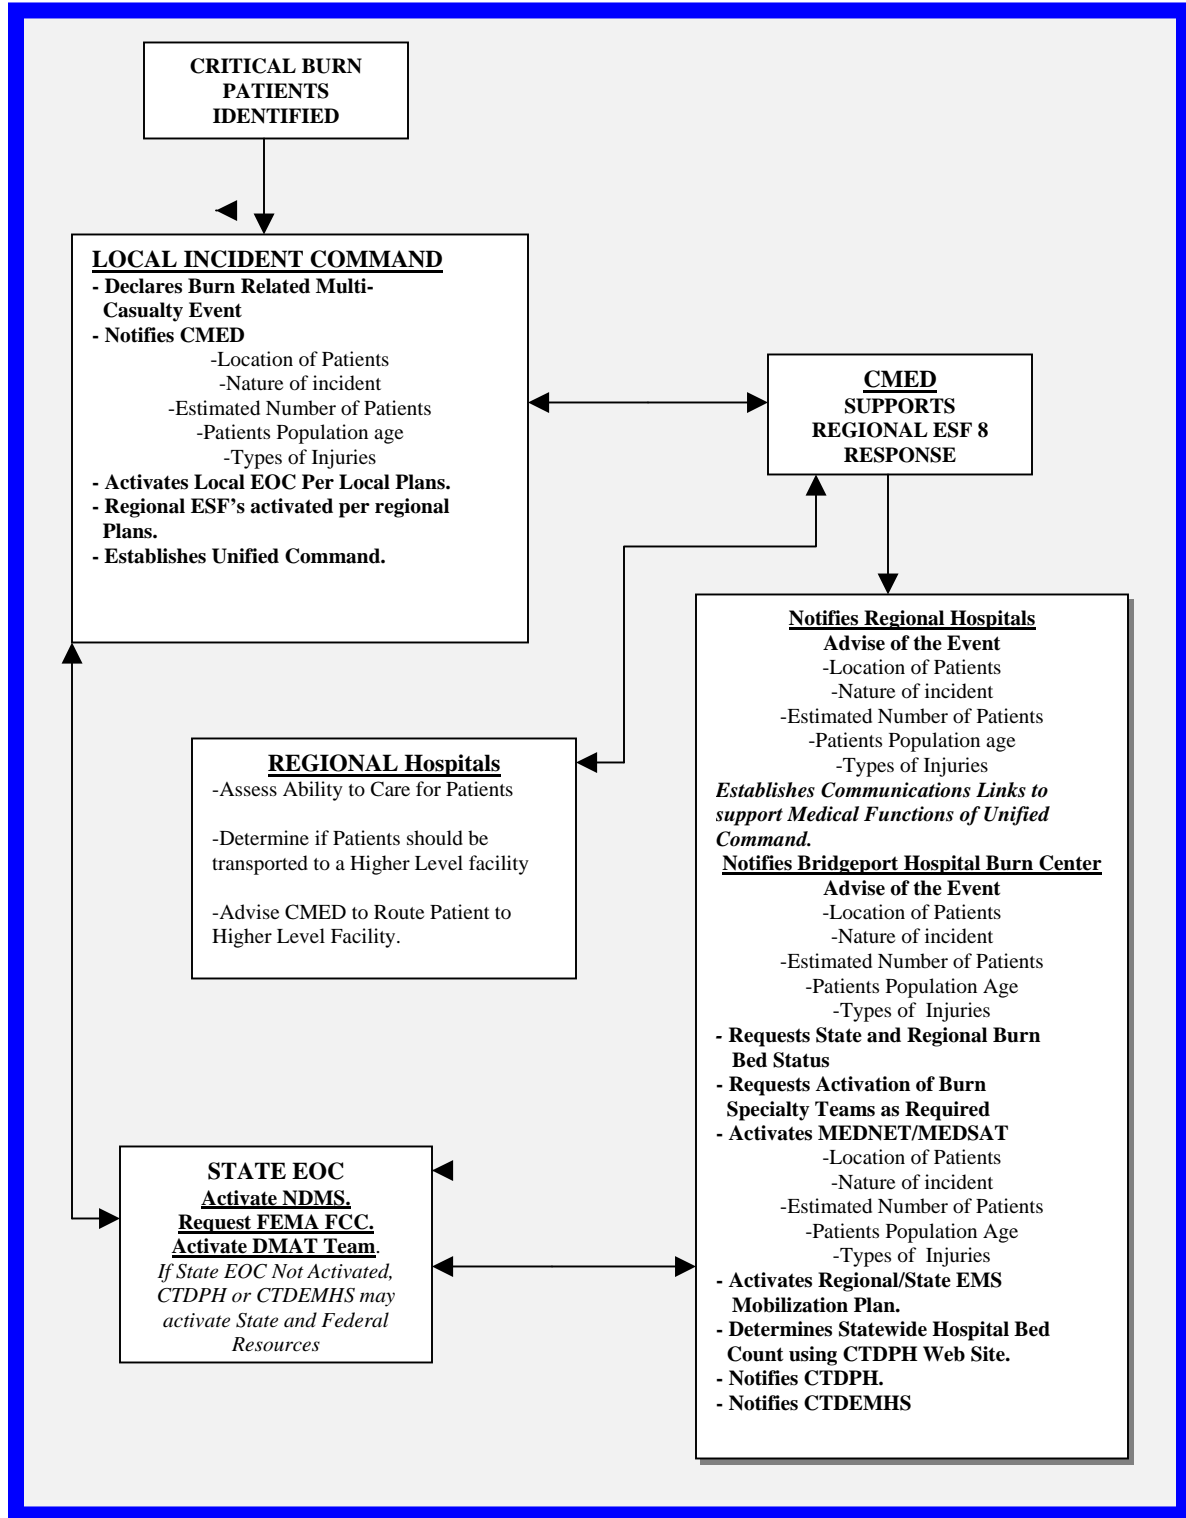 CRITICAL BURN
PATIENTS
IDENTIFIED
LOCAL INCIDENT COMMAND
- Declares Burn Related Multi-
Casualty Event
- Notifies CMED
-Location of Patients
-Nature of incident
-Estimated Number of Patients
-Patients Population age
-Types of Injuries
- Activates Local EOC Per Local Plans.
- Regional ESF’s activated per regional
Plans.
- Establishes Unified Command.
CMED
SUPPORTS
REGIONAL ESF 8
RESPONSE
Notifies Regional Hospitals
Advise of the Event
-Location of Patients
-Nature of incident
-Estimated Number of Patients
-Patients Population age
-Types of Injuries
Establishes Communications Links to
support Medical Functions of Unified
Command.
Notifies Bridgeport Hospital Burn Center
Advise of the Event
-Location of Patients
-Nature of incident
-Estimated Number of Patients
-Patients Population Age
-Types of Injuries
- Requests State and Regional Burn
Bed Status
- Requests Activation of Burn
Specialty Teams as Required
- Activates MEDNET/MEDSAT
-Location of Patients
-Nature of incident
-Estimated Number of Patients
-Patients Population Age
-Types of Injuries
- Activates Regional/State EMS
Mobilization Plan.
- Determines Statewide Hospital Bed
Count using CTDPH Web Site.
- Notifies CTDPH.
- Notifies CTDEMHS
REGIONAL Hospitals
-Assess Ability to Care for Patients
-Determine if Patients should be
transported to a Higher Level facility
-Advise CMED to Route Patient to
Higher Level Facility.
STATE EOC
Activate NDMS.
Request FEMA FCC.
Activate DMAT Team.
If State EOC Not Activated,
CTDPH or CTDEMHS may
activate State and Federal
Resources